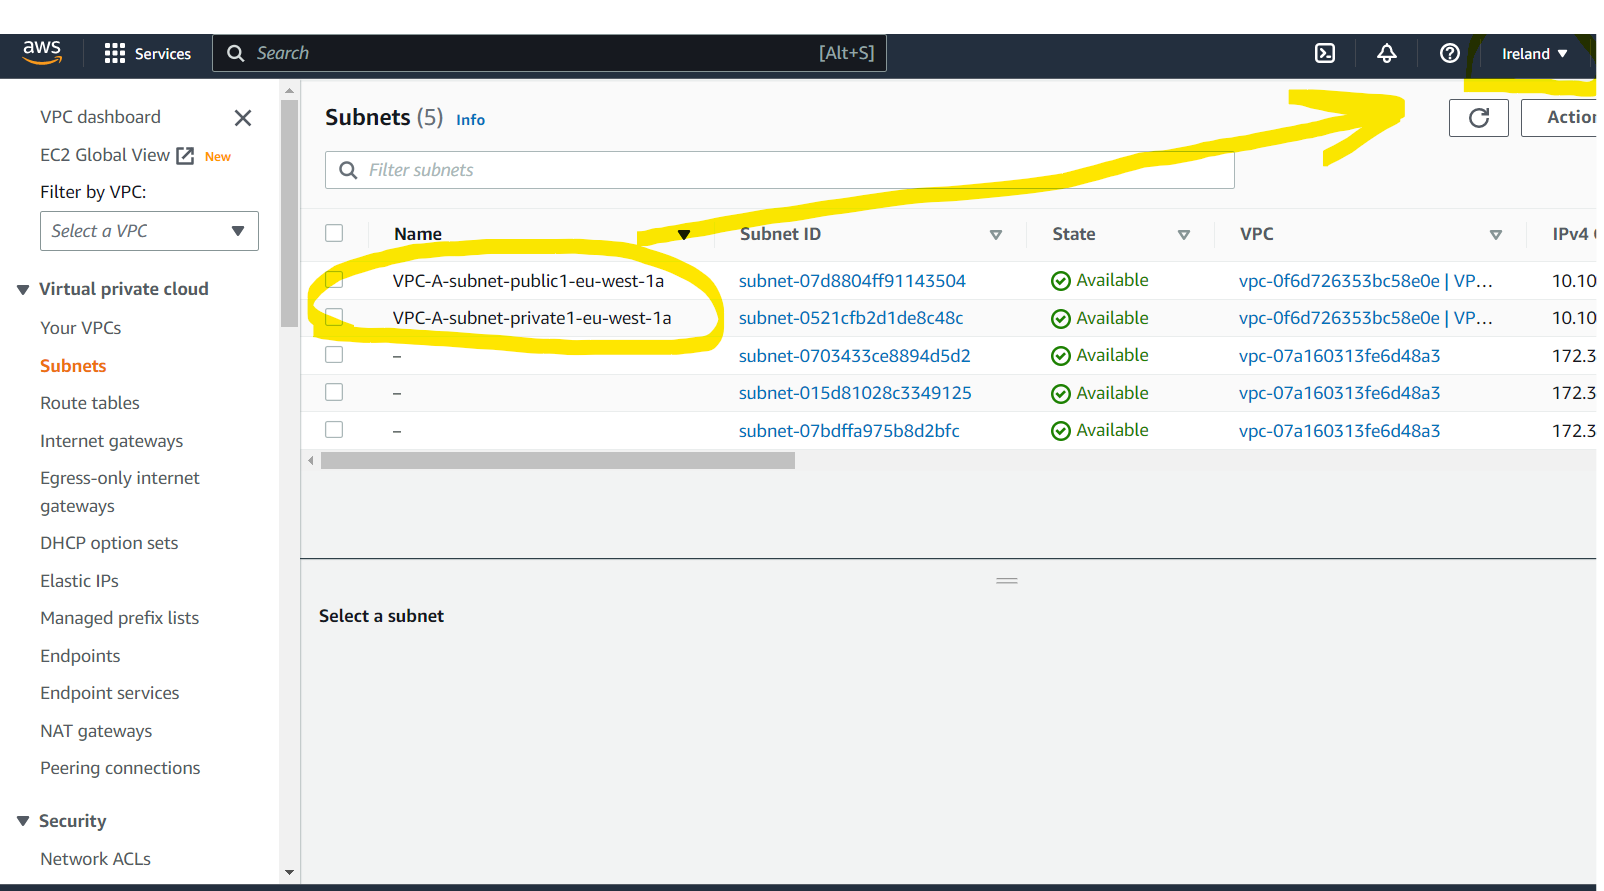 aws Services Search [Alt+S] Ireland
VPC dashboard
EC2 Global View New
Filter by VPC:
Select a VPC
Virtual private cloud
Your VPCs
Subnets
Route tables
Internet gateways
Egress-only internet
gateways
DHCP option sets
Elastic IPs
Managed prefix lists
Endpoints
Endpoint services
NAT gateways
Peering connections
Security
Network ACLs
Subnets (5) Info
Action
Filter subnets
Name Subnet ID State VPC IPv4 C
VPC-A-subnet-public1-eu-west-1a subnet-07d8804ff91143504 Available vpc-0f6d726353bc58e0e | VP... 10.10
VPC-A-subnet-private1-eu-west-1a subnet-0521cfb2d1de8c48c Available vpc-0f6d726353bc58e0e | VP... 10.10
– subnet-0703433ce8894d5d2 Available vpc-07a160313fe6d48a3 172.3
– subnet-015d81028c3349125 Available vpc-07a160313fe6d48a3 172.3
– subnet-07bdffa975b8d2bfc Available vpc-07a160313fe6d48a3 172.3
Select a subnet